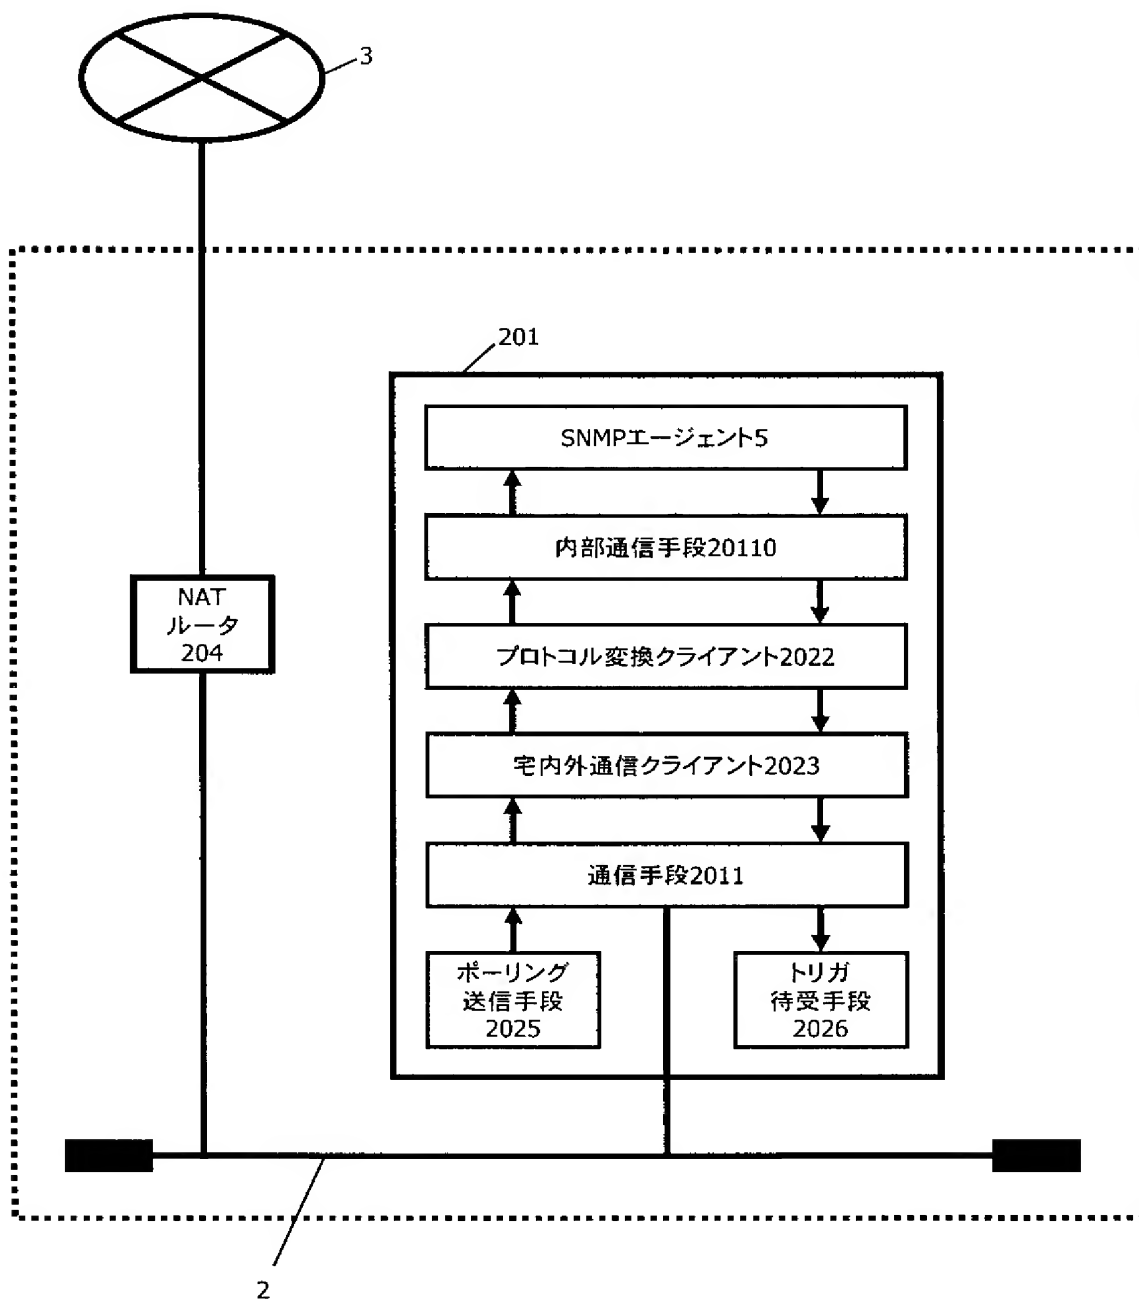 3
201
SNMPエージェント5
内部通信手段20110
NAT
ルータ
204
プロトコル変換クライアント2022
宅内外通信クライアント2023
通信手段2011
ポーリング
送信手段
2025
トリガ
待受手段
2026
2